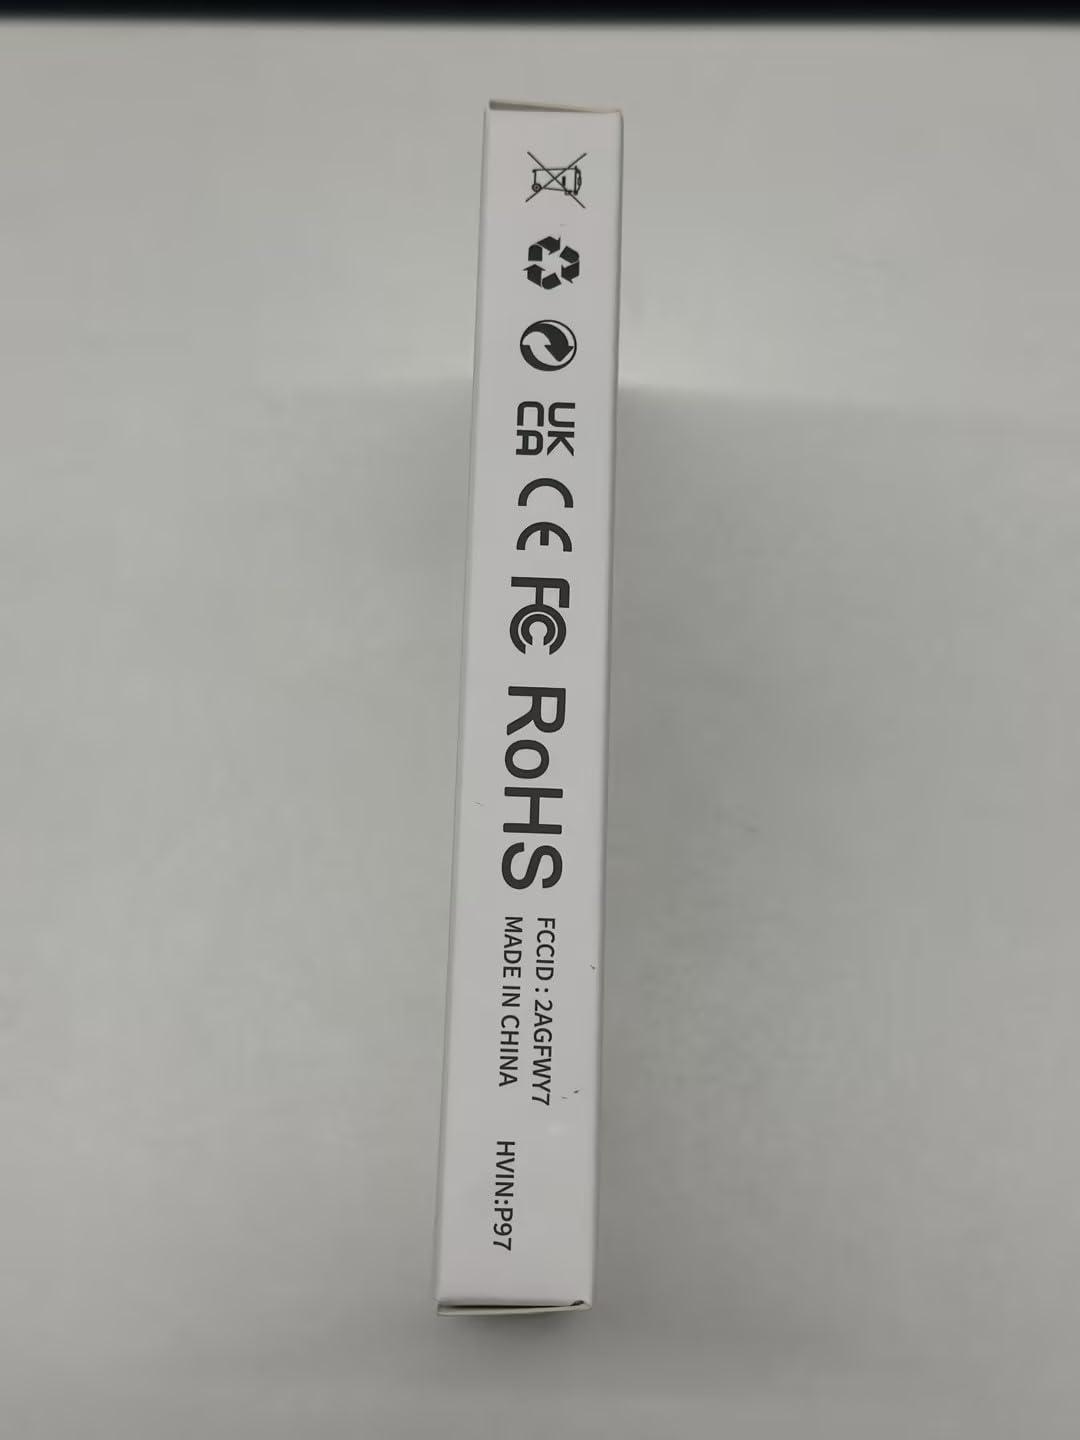 UK
CA
CE
FC
RoHS
FCCID : 2AGFWY7
MADE IN CHINA
HVIN:P97